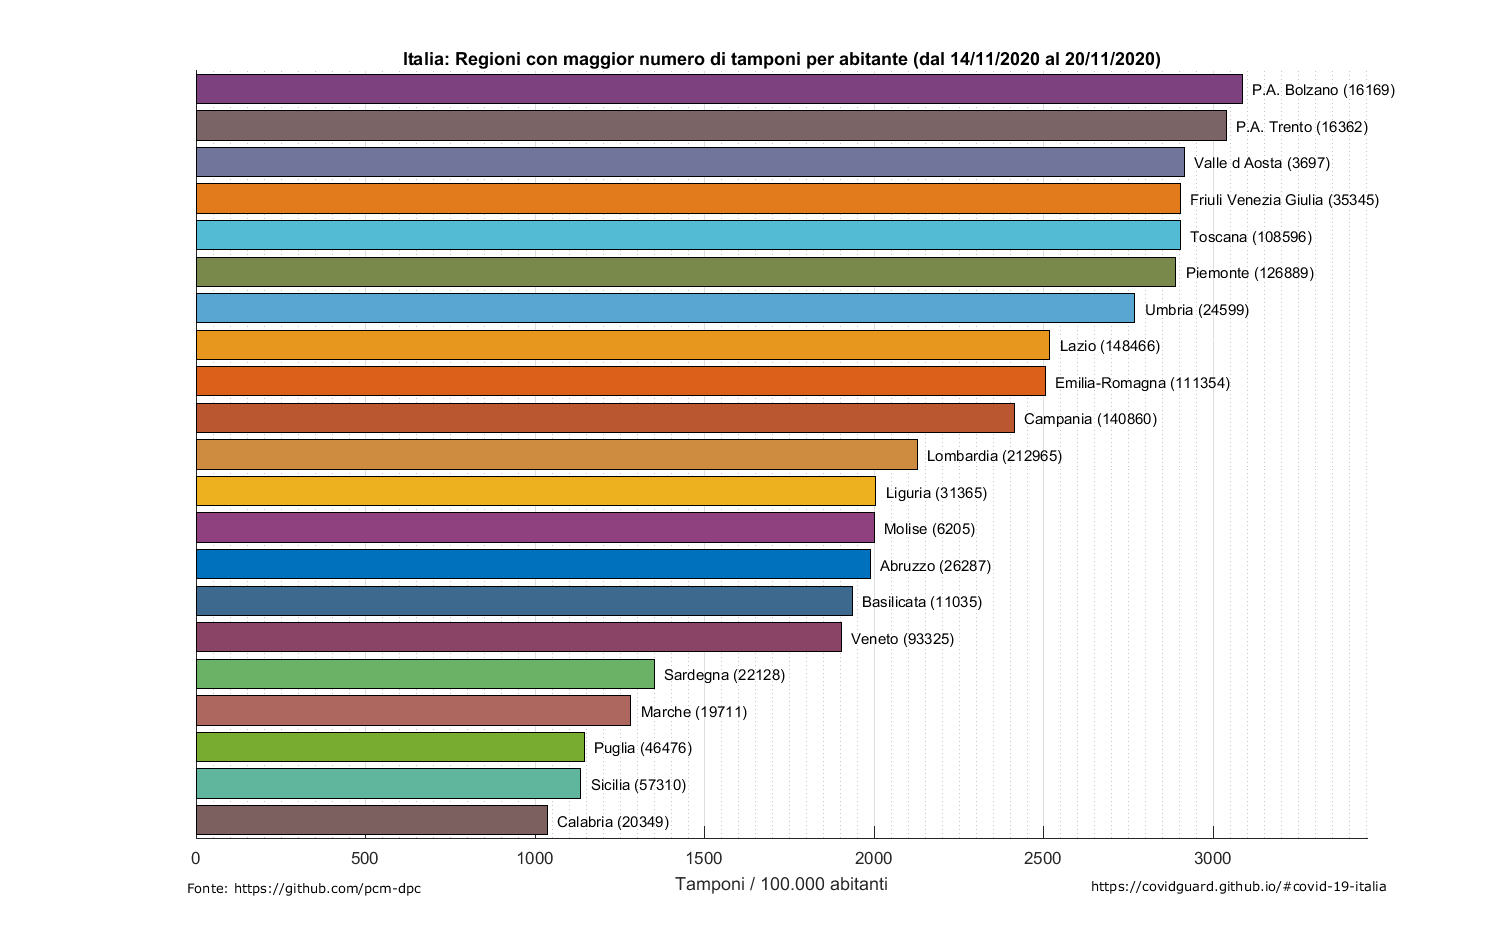 Italia: Regioni con maggior numero di tamponi per abitante (dal 14/11/2020 al 20/11/2020)
P.A. Bolzano (16169)
P.A. Trento (16362)
Valle d Aosta (3697)
Friuli Venezia Giulia (35345)
Toscana (108596)
Piemonte (126889)
Umbria (24599)
Lazio (148466)
Emilia-Romagna (111354)
Campania (140860)
Lombardia (212965)
Liguria (31365)
Molise (6205)
Abruzzo (26287)
Basilicata (11035)
Veneto (93325)
Sardegna (22128)
Marche (19711)
Puglia (46476)
Sicilia (57310)
Calabria (20349)
0 500 1000 1500 2000 2500 3000
Tamponi / 100.000 abitanti
Fonte: https://github.com/pcm-dpc
https://covidguard.github.io/#covid-19-italia